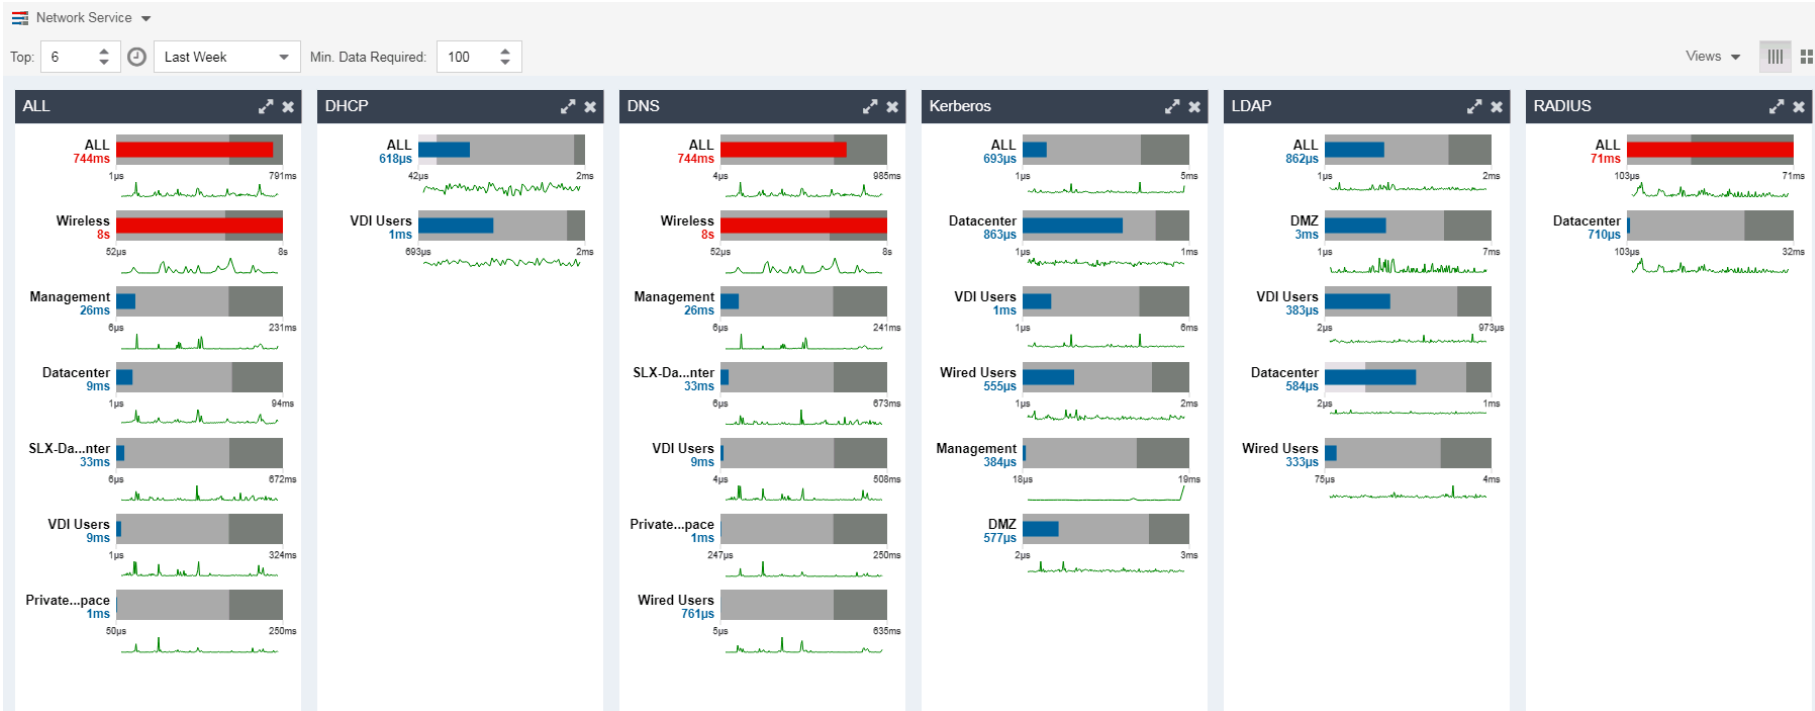 Network Service
Top: 6 Last Week Min. Data Required: 100 Views
ALL
ALL
744ms
1µs 791ms
Wireless
8s
52µs 8s
Management
26ms
6µs 231ms
Datacenter
9ms
1µs 94ms
SLX-Da...nter
33ms
6µs 672ms
VDI Users
9ms
1µs 324ms
Private...pace
1ms
50µs 250ms
DHCP
ALL
618µs
42µs 2ms
VDI Users
1ms
693µs 2ms
DNS
ALL
744ms
4µs 985ms
Wireless
8s
52µs 8s
Management
26ms
6µs 241ms
SLX-Da...nter
33ms
6µs 673ms
VDI Users
9ms
4µs 508ms
Private...pace
1ms
247µs 250ms
Wired Users
761µs
5µs 635ms
Kerberos
ALL
693µs
1µs 5ms
Datacenter
863µs
1µs 1ms
VDI Users
1ms
1µs 6ms
Wired Users
555µs
1µs 2ms
Management
384µs
18µs 19ms
DMZ
577µs
2µs 3ms
LDAP
ALL
862µs
1µs 2ms
DMZ
3ms
1µs 7ms
VDI Users
383µs
2µs 973µs
Datacenter
584µs
2µs 1ms
Wired Users
333µs
75µs 4ms
RADIUS
ALL
71ms
103µs 71ms
Datacenter
710µs
103µs 32ms